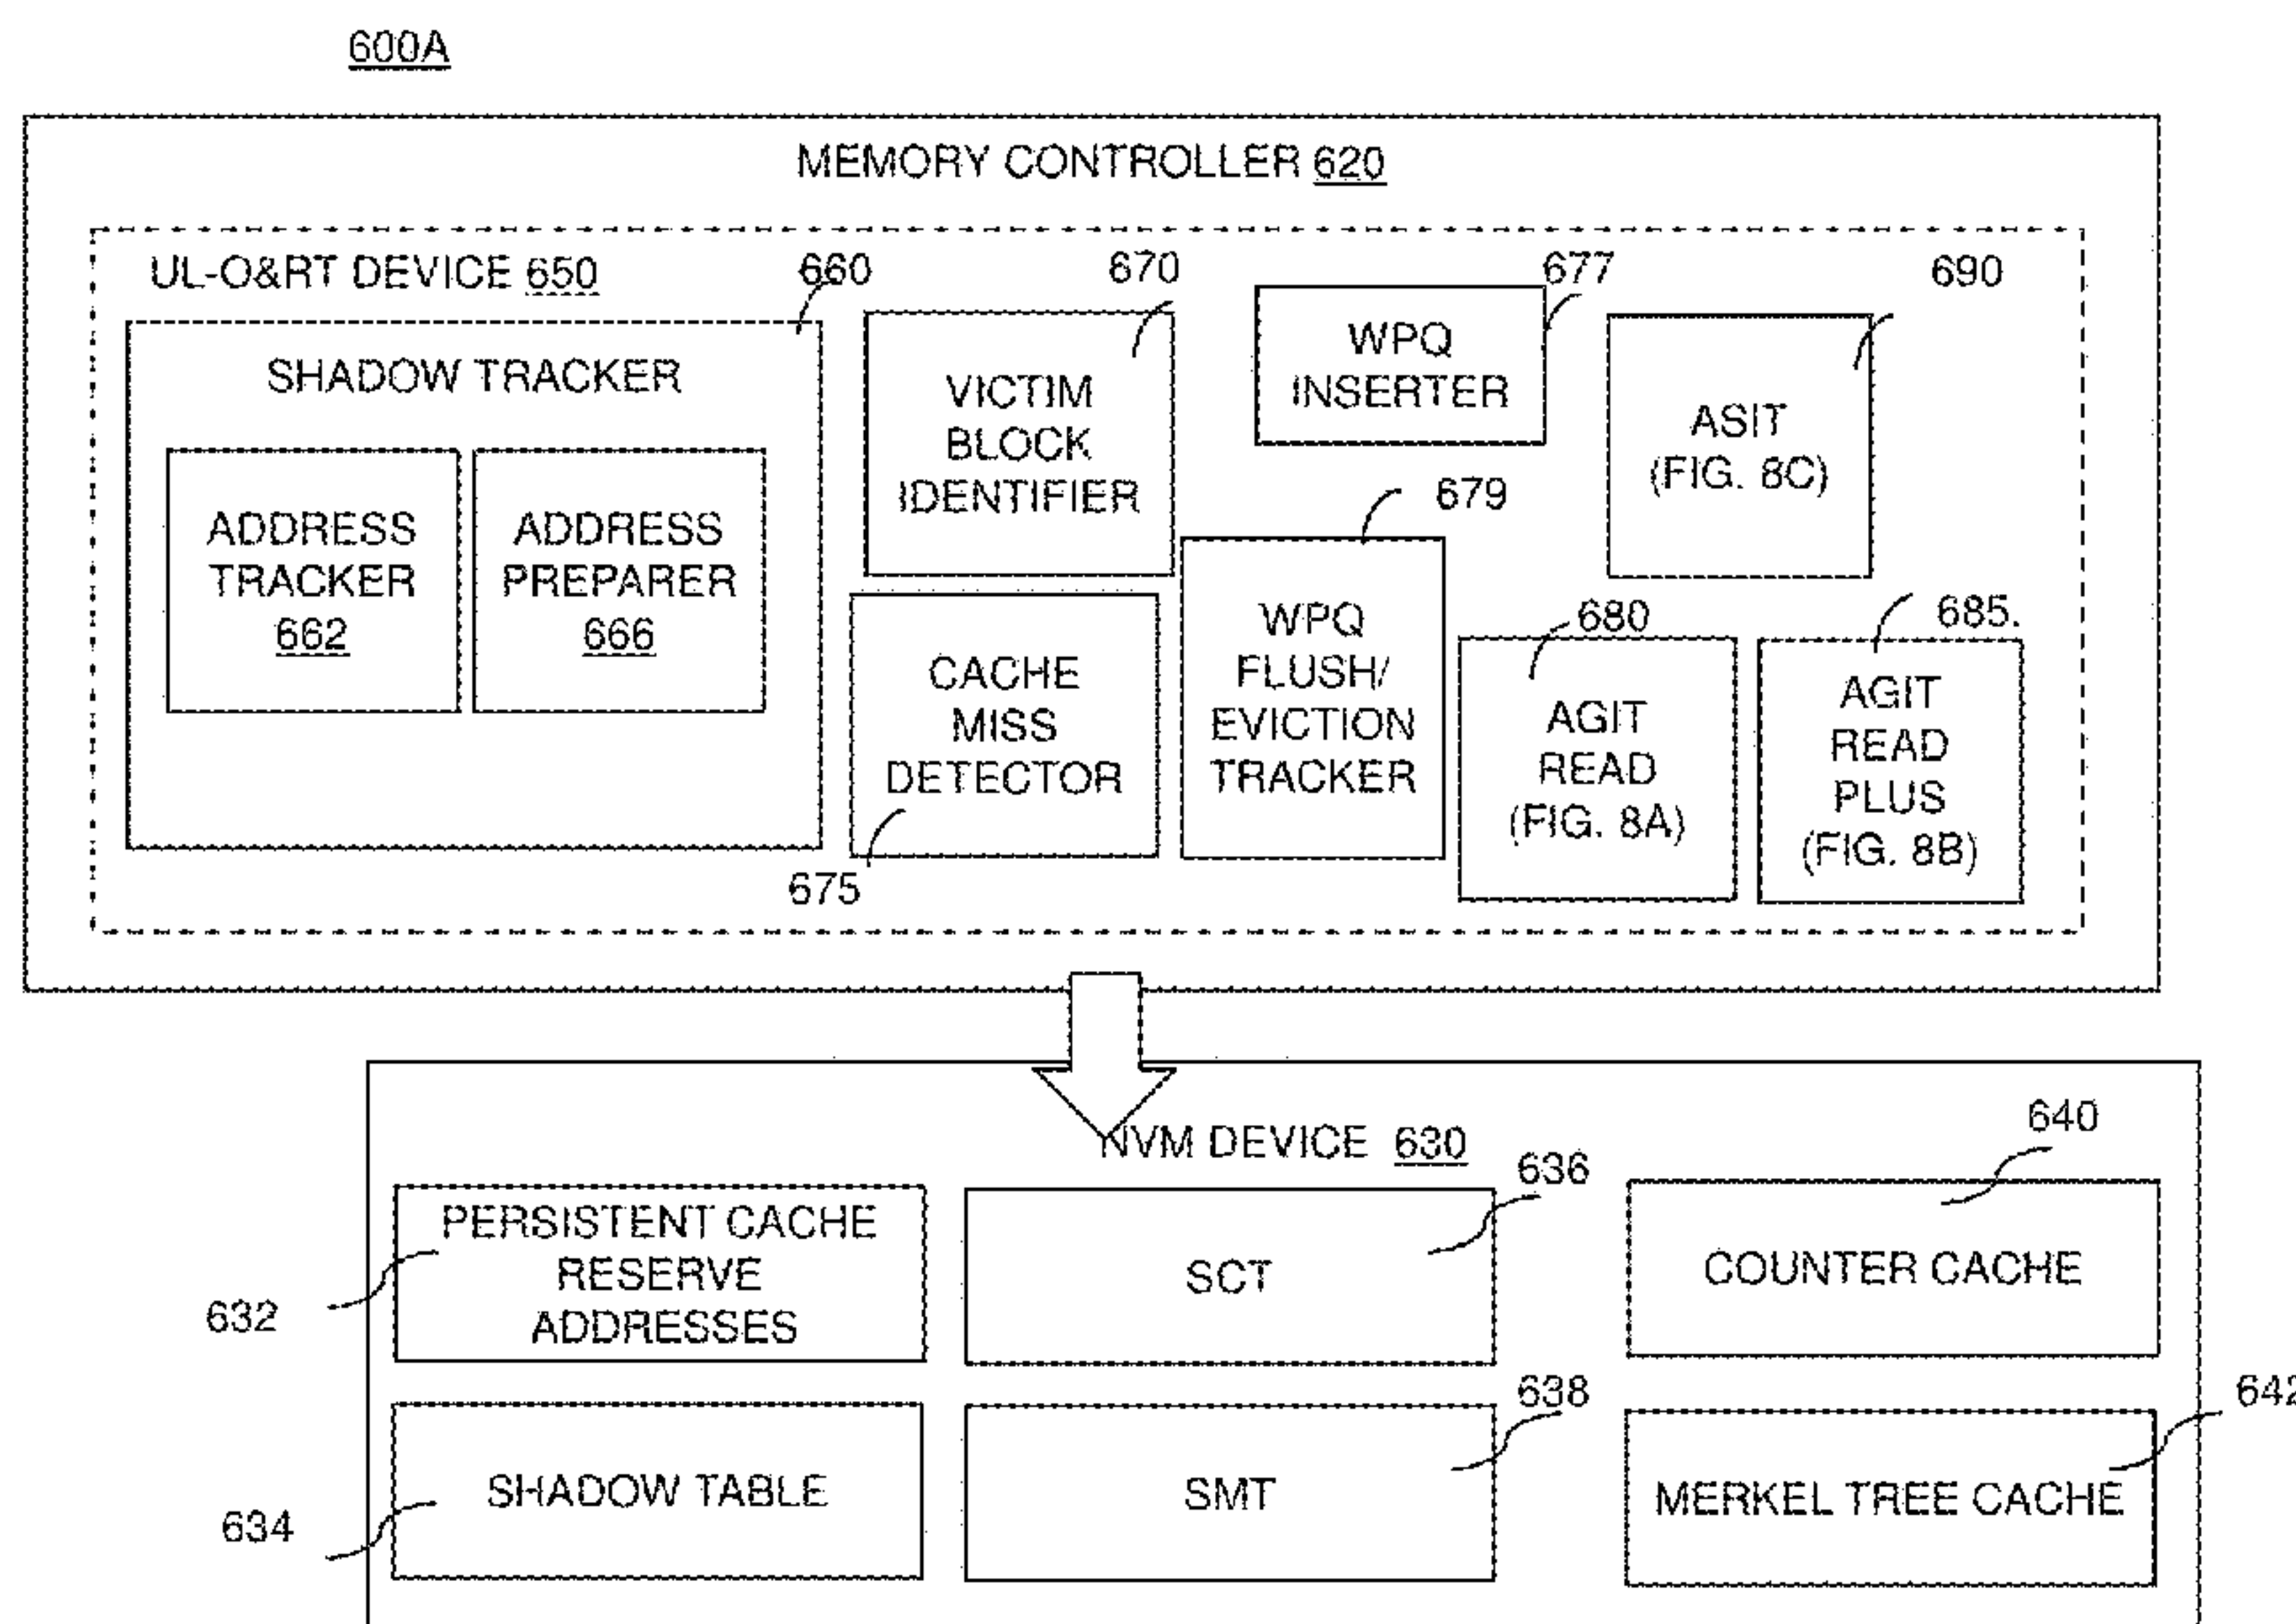 600A
MEMORY CONTROLLER 620
UL-O&RT DEVICE 650
660
670
677
690
SHADOW TRACKER
ADDRESS
TRACKER
662
ADDRESS
PREPARER
666
VICTIM
BLOCK
IDENTIFIER
WPQ
INSERTER
ASIT
(FIG. 8C)
679
CACHE
MISS
DETECTOR
675
WPQ
FLUSH/
EVICTION
TRACKER
680
AGIT
READ
(FIG. 8A)
685.
AGIT
READ
PLUS
(FIG. 8B)
NVM DEVICE 630
632
PERSISTENT CACHE
RESERVE
ADDRESSES
636
SCT
640
COUNTER CACHE
634
SHADOW TABLE
638
SMT
642
MERKEL TREE CACHE